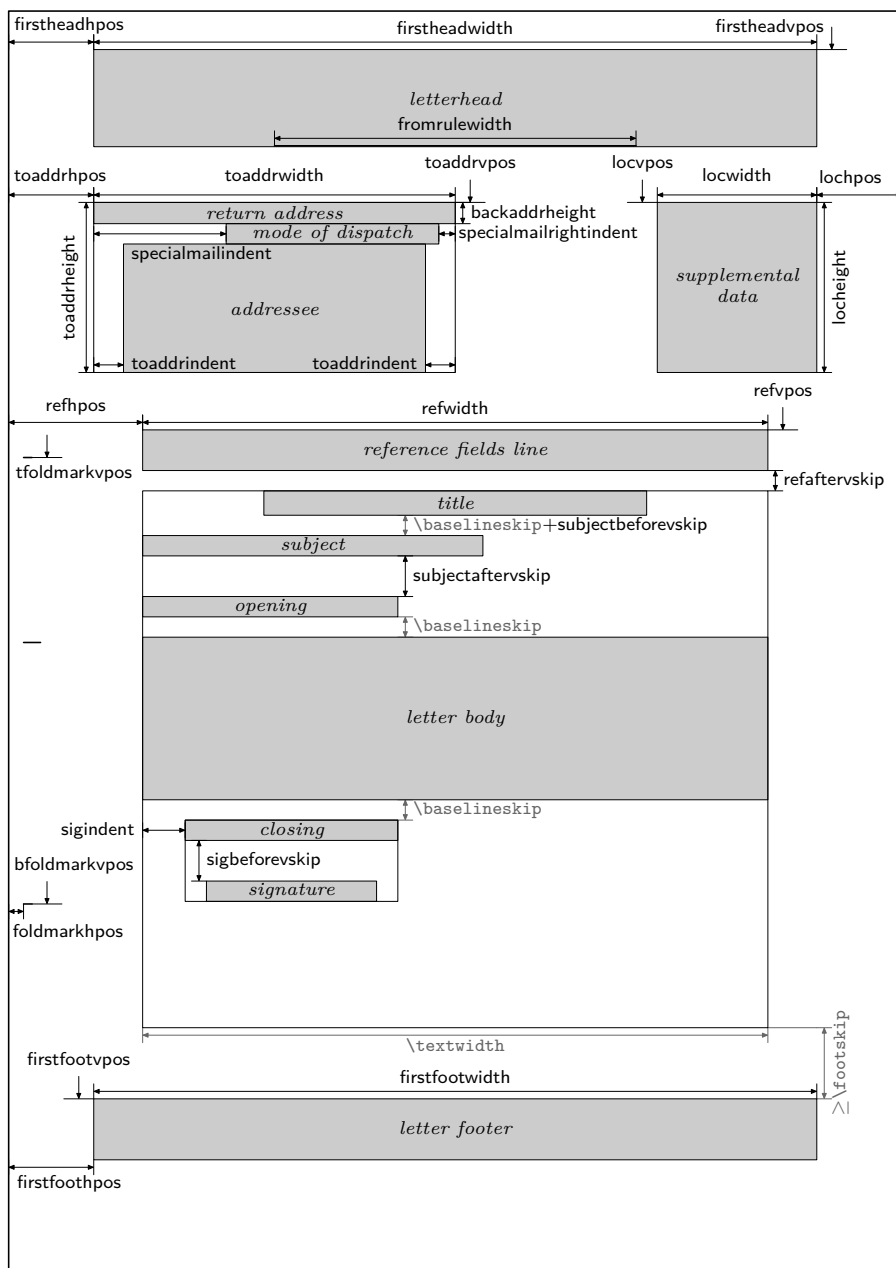 firstheadhpos
firstheadwidth
firstheadvpos
letterhead
fromrulewidth
toaddrhpos
toaddrwidth
toaddrvpos
locvpos
locwidth
lochpos
return address
backaddrheight
mode of dispatch
specialmailrightindent
specialmailindent
toaddrheight
addressee
supplemental
data
locheight
toaddrindent
toaddrindent
refhpos
refwidth
refvpos
reference fields line
tfoldmarkvpos
refaftervskip
title
\baselineskip+subjectbeforevskip
subject
subjectaftervskip
opening
\baselineskip
letter body
\baselineskip
sigindent
closing
sigbeforevskip
bfoldmarkvpos
signature
foldmarkhpos
\textwidth
≥\footskip
firstfootvpos
firstfootwidth
letter footer
firstfoothpos